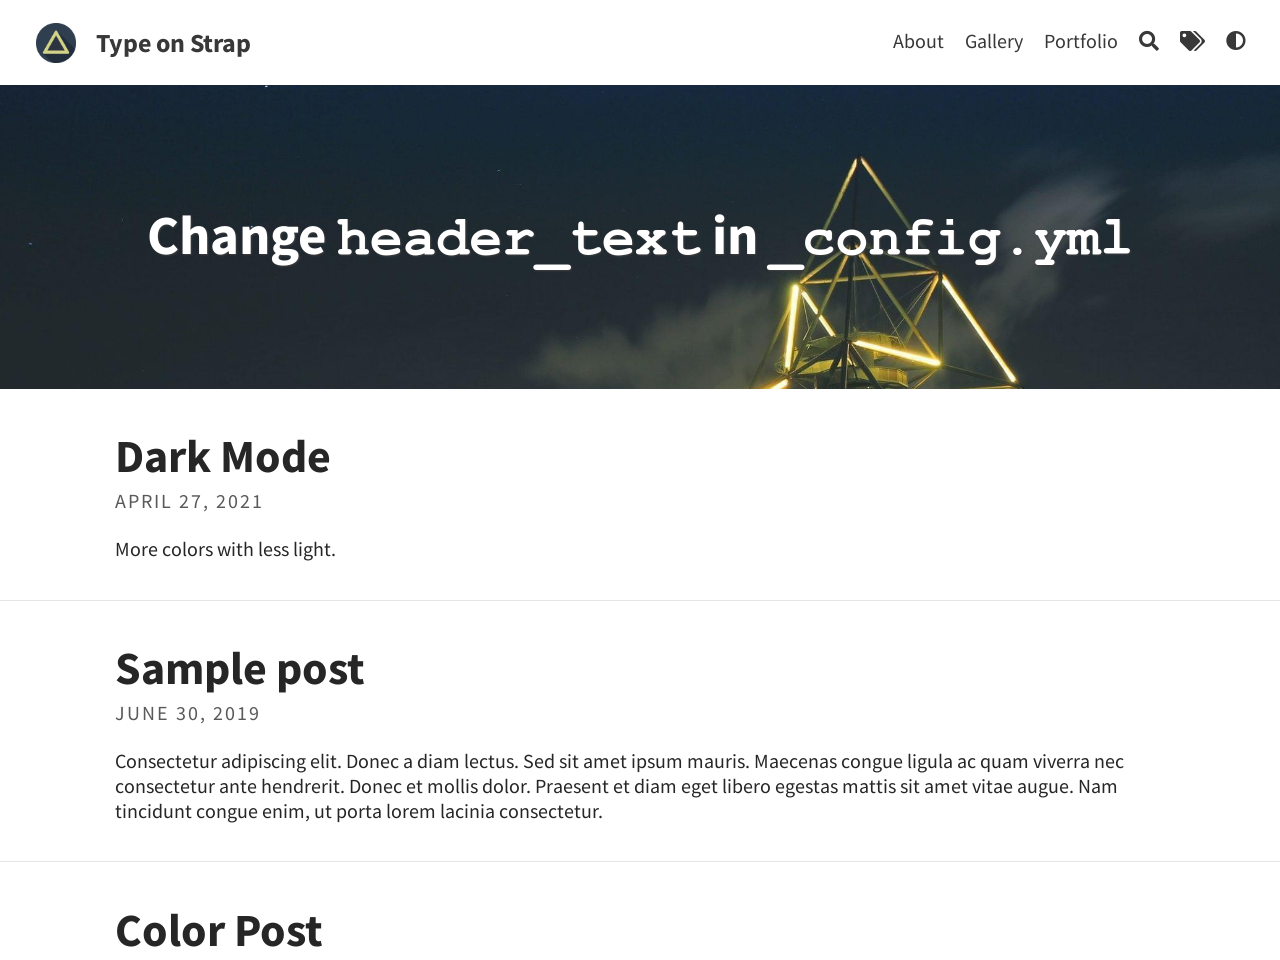 Type on Strap
About Gallery Portfolio
Change header_text in _config.yml
Dark Mode
APRIL 27, 2021
More colors with less light.
Sample post
JUNE 30, 2019
Consectetur adipiscing elit. Donec a diam lectus. Sed sit amet ipsum mauris. Maecenas congue ligula ac quam viverra nec
consectetur ante hendrerit. Donec et mollis dolor. Praesent et diam eget libero egestas mattis sit amet vitae augue. Nam
tincidunt congue enim, ut porta lorem lacinia consectetur.
Color Post